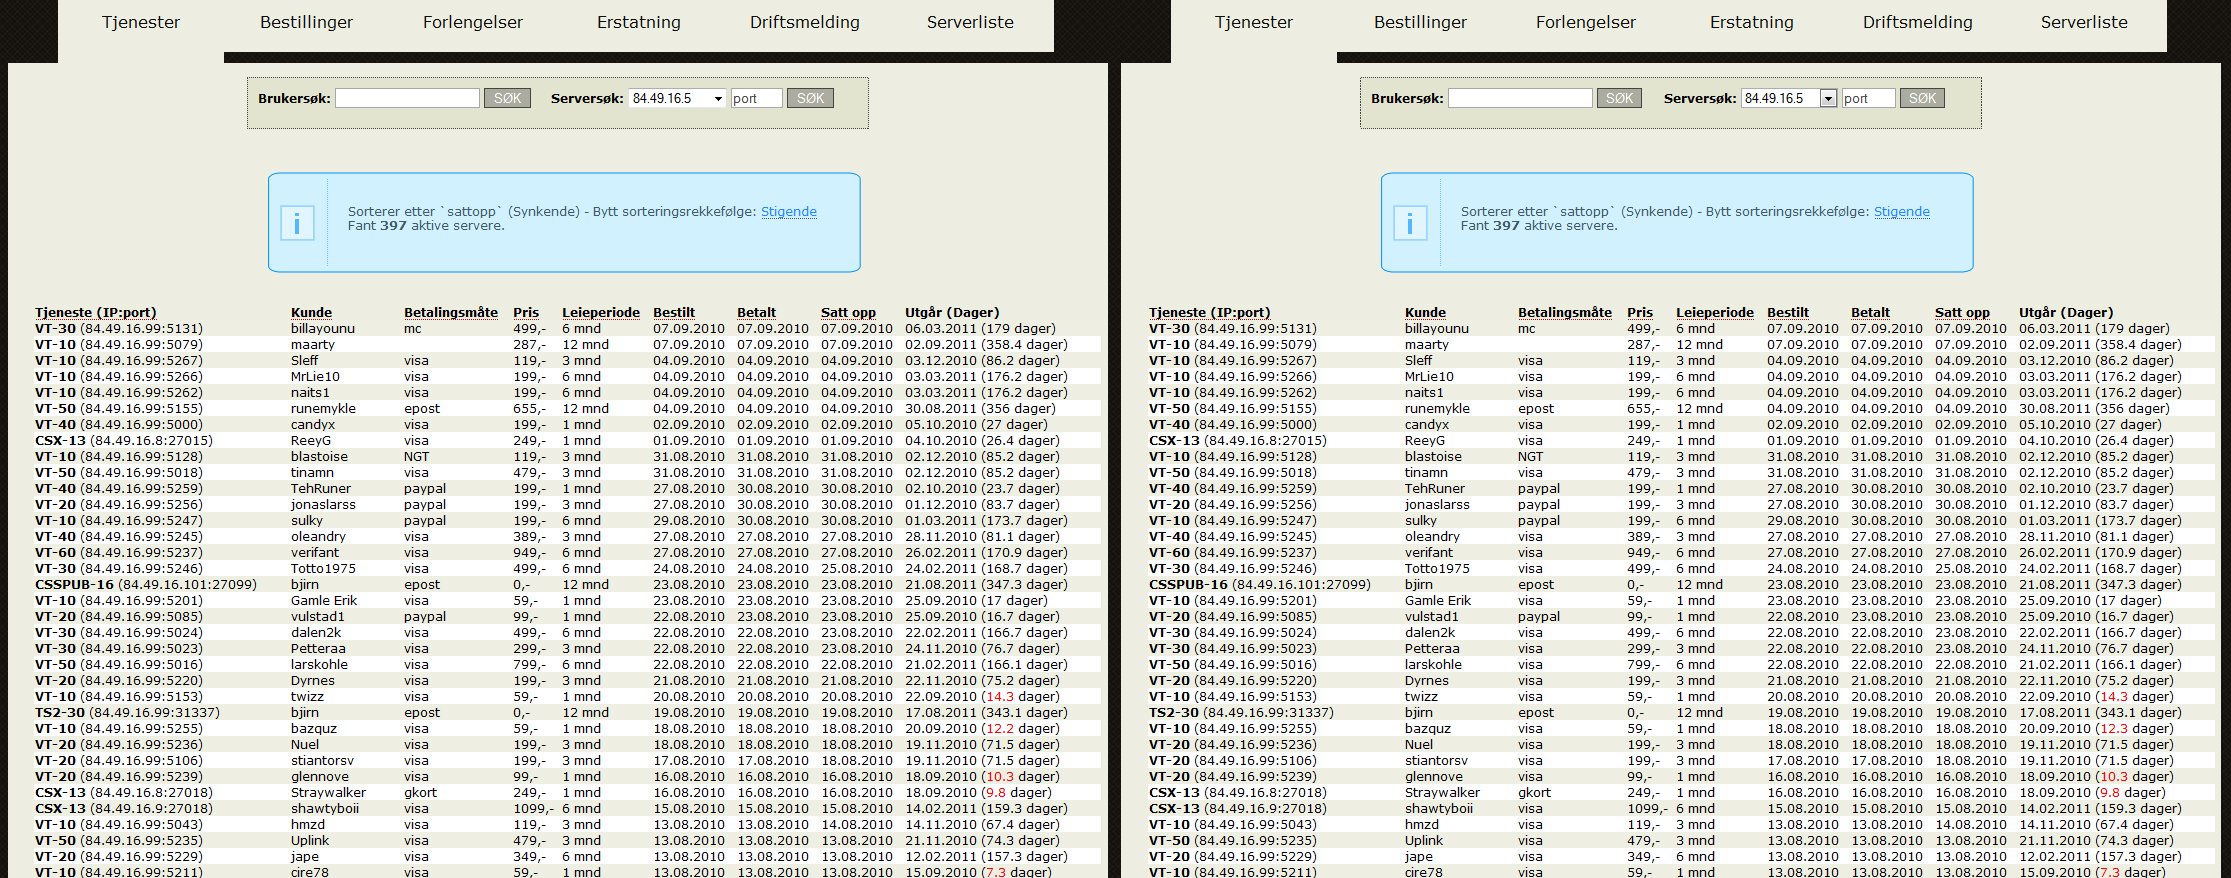 Tjenester Bestillinger Forlengelser Erstatning Driftsmelding Serverliste
Brukersøk: SØK Serversøk: 84.49.16.5 port SØK
Sorterer etter `sattopp` (Synkende) - Bytt sorteringsrekkefølge: Stigende
Fant 397 aktive servere.
Tjeneste (IP:port) Kunde Betalingsmåte Pris Leieperiode Bestilt Betalt Satt opp Utgår (Dager)
VT-30 (84.49.16.99:5131) billayounu mc 499,- 6 mnd 07.09.2010 07.09.2010 07.09.2010 06.03.2011 (179 dager)
VT-10 (84.49.16.99:5079) maarty 287,- 12 mnd 07.09.2010 07.09.2010 07.09.2010 02.09.2011 (358.4 dager)
VT-10 (84.49.16.99:5267) Sleff visa 119,- 3 mnd 04.09.2010 04.09.2010 04.09.2010 03.12.2010 (86.2 dager)
VT-10 (84.49.16.99:5266) MrLie10 visa 199,- 6 mnd 04.09.2010 04.09.2010 04.09.2010 03.03.2011 (176.2 dager)
VT-10 (84.49.16.99:5262) naits1 visa 199,- 6 mnd 04.09.2010 04.09.2010 04.09.2010 03.03.2011 (176.2 dager)
VT-50 (84.49.16.99:5155) runemykle epost 655,- 12 mnd 04.09.2010 04.09.2010 04.09.2010 30.08.2011 (356 dager)
VT-40 (84.49.16.99:5000) candyx visa 199,- 1 mnd 02.09.2010 02.09.2010 02.09.2010 05.10.2010 (27 dager)
CSX-13 (84.49.16.8:27015) ReeyG visa 249,- 1 mnd 01.09.2010 01.09.2010 01.09.2010 04.10.2010 (26.4 dager)
VT-10 (84.49.16.99:5128) blastoise NGT 119,- 3 mnd 31.08.2010 31.08.2010 31.08.2010 02.12.2010 (85.2 dager)
VT-50 (84.49.16.99:5018) tinamn visa 479,- 3 mnd 31.08.2010 31.08.2010 31.08.2010 02.12.2010 (85.2 dager)
VT-40 (84.49.16.99:5259) TehRuner paypal 199,- 1 mnd 27.08.2010 30.08.2010 30.08.2010 02.10.2010 (23.7 dager)
VT-20 (84.49.16.99:5256) jonaslarss paypal 199,- 3 mnd 27.08.2010 30.08.2010 30.08.2010 01.12.2010 (83.7 dager)
VT-10 (84.49.16.99:5247) sulky paypal 199,- 6 mnd 29.08.2010 30.08.2010 30.08.2010 01.03.2011 (173.7 dager)
VT-40 (84.49.16.99:5245) oleandry visa 389,- 3 mnd 27.08.2010 27.08.2010 27.08.2010 28.11.2010 (81.1 dager)
VT-60 (84.49.16.99:5237) verifant visa 949,- 6 mnd 27.08.2010 27.08.2010 27.08.2010 26.02.2011 (170.9 dager)
VT-30 (84.49.16.99:5246) Totto1975 visa 499,- 6 mnd 24.08.2010 24.08.2010 25.08.2010 24.02.2011 (168.7 dager)
CSSPUB-16 (84.49.16.101:27099) bjirn epost 0,- 12 mnd 23.08.2010 23.08.2010 23.08.2010 21.08.2011 (347.3 dager)
VT-10 (84.49.16.99:5201) Gamle Erik visa 59,- 1 mnd 23.08.2010 23.08.2010 23.08.2010 25.09.2010 (17 dager)
VT-20 (84.49.16.99:5085) vulstad1 paypal 99,- 1 mnd 22.08.2010 23.08.2010 23.08.2010 25.09.2010 (16.7 dager)
VT-30 (84.49.16.99:5024) dalen2k visa 499,- 6 mnd 22.08.2010 22.08.2010 23.08.2010 22.02.2011 (166.7 dager)
VT-30 (84.49.16.99:5023) Petteraa visa 299,- 3 mnd 22.08.2010 22.08.2010 23.08.2010 24.11.2010 (76.7 dager)
VT-50 (84.49.16.99:5016) larskohle visa 799,- 6 mnd 22.08.2010 22.08.2010 22.08.2010 21.02.2011 (166.1 dager)
VT-20 (84.49.16.99:5220) Dyrnes visa 199,- 3 mnd 21.08.2010 21.08.2010 21.08.2010 22.11.2010 (75.2 dager)
VT-10 (84.49.16.99:5153) twizz visa 59,- 1 mnd 20.08.2010 20.08.2010 20.08.2010 22.09.2010 (14.3 dager)
TS2-30 (84.49.16.99:31337) bjirn epost 0,- 12 mnd 19.08.2010 19.08.2010 19.08.2010 17.08.2011 (343.1 dager)
VT-10 (84.49.16.99:5255) bazquz visa 59,- 1 mnd 18.08.2010 18.08.2010 18.08.2010 20.09.2010 (12.2 dager)
VT-20 (84.49.16.99:5236) Nuel visa 199,- 3 mnd 18.08.2010 18.08.2010 18.08.2010 19.11.2010 (71.5 dager)
VT-20 (84.49.16.99:5106) stiantorsv visa 199,- 3 mnd 17.08.2010 17.08.2010 18.08.2010 19.11.2010 (71.5 dager)
VT-20 (84.49.16.99:5239) glennove visa 99,- 1 mnd 16.08.2010 16.08.2010 16.08.2010 18.09.2010 (10.3 dager)
CSX-13 (84.49.16.8:27018) Straywalker gkort 249,- 1 mnd 16.08.2010 16.08.2010 16.08.2010 18.09.2010 (9.8 dager)
CSX-13 (84.49.16.9:27018) shawtyboii visa 1099,- 6 mnd 15.08.2010 15.08.2010 15.08.2010 14.02.2011 (159.3 dager)
VT-10 (84.49.16.99:5043) hmzd visa 119,- 3 mnd 13.08.2010 13.08.2010 14.08.2010 14.11.2010 (67.4 dager)
VT-50 (84.49.16.99:5235) Uplink visa 479,- 3 mnd 13.08.2010 13.08.2010 13.08.2010 21.11.2010 (74.3 dager)
VT-20 (84.49.16.99:5229) jape visa 349,- 6 mnd 13.08.2010 13.08.2010 13.08.2010 12.02.2011 (157.3 dager)
VT-10 (84.49.16.99:5211) cire78 visa 59,- 1 mnd 13.08.2010 13.08.2010 13.08.2010 15.09.2010 (7.3 dager)
Tjenester Bestillinger Forlengelser Erstatning Driftsmelding Serverliste
Brukersøk: SØK Serversøk: 84.49.16.5 port SØK
Sorterer etter `sattopp` (Synkende) - Bytt sorteringsrekkefølge: Stigende
Fant 397 aktive servere.
Tjeneste (IP:port) Kunde Betalingsmåte Pris Leieperiode Bestilt Betalt Satt opp Utgår (Dager)
VT-30 (84.49.16.99:5131) billayounu mc 499,- 6 mnd 07.09.2010 07.09.2010 07.09.2010 06.03.2011 (179 dager)
VT-10 (84.49.16.99:5079) maarty 287,- 12 mnd 07.09.2010 07.09.2010 07.09.2010 02.09.2011 (358.4 dager)
VT-10 (84.49.16.99:5267) Sleff visa 119,- 3 mnd 04.09.2010 04.09.2010 04.09.2010 03.12.2010 (86.2 dager)
VT-10 (84.49.16.99:5266) MrLie10 visa 199,- 6 mnd 04.09.2010 04.09.2010 04.09.2010 03.03.2011 (176.2 dager)
VT-10 (84.49.16.99:5262) naits1 visa 199,- 6 mnd 04.09.2010 04.09.2010 04.09.2010 03.03.2011 (176.2 dager)
VT-50 (84.49.16.99:5155) runemykle epost 655,- 12 mnd 04.09.2010 04.09.2010 04.09.2010 30.08.2011 (356 dager)
VT-40 (84.49.16.99:5000) candyx visa 199,- 1 mnd 02.09.2010 02.09.2010 02.09.2010 05.10.2010 (27 dager)
CSX-13 (84.49.16.8:27015) ReeyG visa 249,- 1 mnd 01.09.2010 01.09.2010 01.09.2010 04.10.2010 (26.4 dager)
VT-10 (84.49.16.99:5128) blastoise NGT 119,- 3 mnd 31.08.2010 31.08.2010 31.08.2010 02.12.2010 (85.2 dager)
VT-50 (84.49.16.99:5018) tinamn visa 479,- 3 mnd 31.08.2010 31.08.2010 31.08.2010 02.12.2010 (85.2 dager)
VT-40 (84.49.16.99:5259) TehRuner paypal 199,- 1 mnd 27.08.2010 30.08.2010 30.08.2010 02.10.2010 (23.7 dager)
VT-20 (84.49.16.99:5256) jonaslarss paypal 199,- 3 mnd 27.08.2010 30.08.2010 30.08.2010 01.12.2010 (83.7 dager)
VT-10 (84.49.16.99:5247) sulky paypal 199,- 6 mnd 29.08.2010 30.08.2010 30.08.2010 01.03.2011 (173.7 dager)
VT-40 (84.49.16.99:5245) oleandry visa 389,- 3 mnd 27.08.2010 27.08.2010 27.08.2010 28.11.2010 (81.1 dager)
VT-60 (84.49.16.99:5237) verifant visa 949,- 6 mnd 27.08.2010 27.08.2010 27.08.2010 26.02.2011 (170.9 dager)
VT-30 (84.49.16.99:5246) Totto1975 visa 499,- 6 mnd 24.08.2010 24.08.2010 25.08.2010 24.02.2011 (168.7 dager)
CSSPUB-16 (84.49.16.101:27099) bjirn epost 0,- 12 mnd 23.08.2010 23.08.2010 23.08.2010 21.08.2011 (347.3 dager)
VT-10 (84.49.16.99:5201) Gamle Erik visa 59,- 1 mnd 23.08.2010 23.08.2010 23.08.2010 25.09.2010 (17 dager)
VT-20 (84.49.16.99:5085) vulstad1 paypal 99,- 1 mnd 22.08.2010 23.08.2010 23.08.2010 25.09.2010 (16.7 dager)
VT-30 (84.49.16.99:5024) dalen2k visa 499,- 6 mnd 22.08.2010 22.08.2010 23.08.2010 22.02.2011 (166.7 dager)
VT-30 (84.49.16.99:5023) Petteraa visa 299,- 3 mnd 22.08.2010 22.08.2010 23.08.2010 24.11.2010 (76.7 dager)
VT-50 (84.49.16.99:5016) larskohle visa 799,- 6 mnd 22.08.2010 22.08.2010 22.08.2010 21.02.2011 (166.1 dager)
VT-20 (84.49.16.99:5220) Dyrnes visa 199,- 3 mnd 21.08.2010 21.08.2010 21.08.2010 22.11.2010 (75.2 dager)
VT-10 (84.49.16.99:5153) twizz visa 59,- 1 mnd 20.08.2010 20.08.2010 20.08.2010 22.09.2010 (14.3 dager)
TS2-30 (84.49.16.99:31337) bjirn epost 0,- 12 mnd 19.08.2010 19.08.2010 19.08.2010 17.08.2011 (343.1 dager)
VT-10 (84.49.16.99:5255) bazquz visa 59,- 1 mnd 18.08.2010 18.08.2010 18.08.2010 20.09.2010 (12.3 dager)
VT-20 (84.49.16.99:5236) Nuel visa 199,- 3 mnd 18.08.2010 18.08.2010 18.08.2010 19.11.2010 (71.5 dager)
VT-20 (84.49.16.99:5106) stiantorsv visa 199,- 3 mnd 17.08.2010 17.08.2010 18.08.2010 19.11.2010 (71.5 dager)
VT-20 (84.49.16.99:5239) glennove visa 99,- 1 mnd 16.08.2010 16.08.2010 16.08.2010 18.09.2010 (10.3 dager)
CSX-13 (84.49.16.8:27018) Straywalker gkort 249,- 1 mnd 16.08.2010 16.08.2010 16.08.2010 18.09.2010 (9.8 dager)
CSX-13 (84.49.16.9:27018) shawtyboii visa 1099,- 6 mnd 15.08.2010 15.08.2010 15.08.2010 14.02.2011 (159.3 dager)
VT-10 (84.49.16.99:5043) hmzd visa 119,- 3 mnd 13.08.2010 13.08.2010 14.08.2010 14.11.2010 (67.4 dager)
VT-50 (84.49.16.99:5235) Uplink visa 479,- 3 mnd 13.08.2010 13.08.2010 13.08.2010 21.11.2010 (74.3 dager)
VT-20 (84.49.16.99:5229) jape visa 349,- 6 mnd 13.08.2010 13.08.2010 13.08.2010 12.02.2011 (157.3 dager)
VT-10 (84.49.16.99:5211) cire78 visa 59,- 1 mnd 13.08.2010 13.08.2010 13.08.2010 15.09.2010 (7.3 dager)